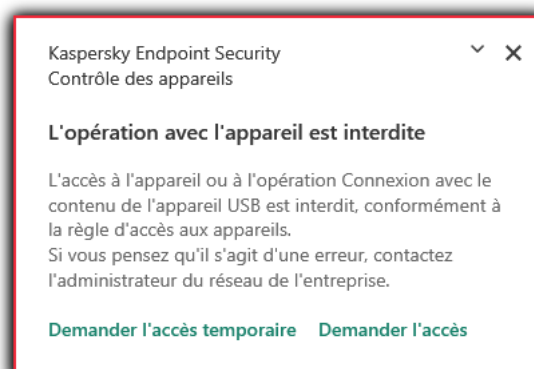 Kaspersky Endpoint Security
Contrôle des appareils
L'opération avec l'appareil est interdite
L'accès à l'appareil ou à l'opération Connexion avec le
contenu de l'appareil USB est interdit, conformément à
la règle d'accès aux appareils.
Si vous pensez qu'il s'agit d'une erreur, contactez
l'administrateur du réseau de l'entreprise.
Demander l'accès temporaire Demander l'accès